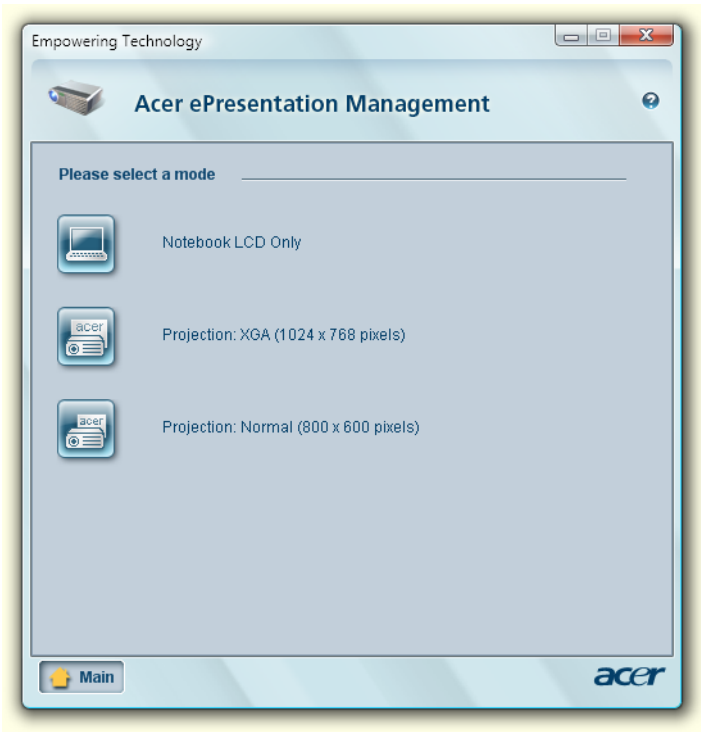 Empowering Technology
Acer ePresentation Management
Please select a mode
Notebook LCD Only
acer
Projection: XGA (1024 x 768 pixels)
acer
Projection: Normal (800 x 600 pixels)
Main
acer